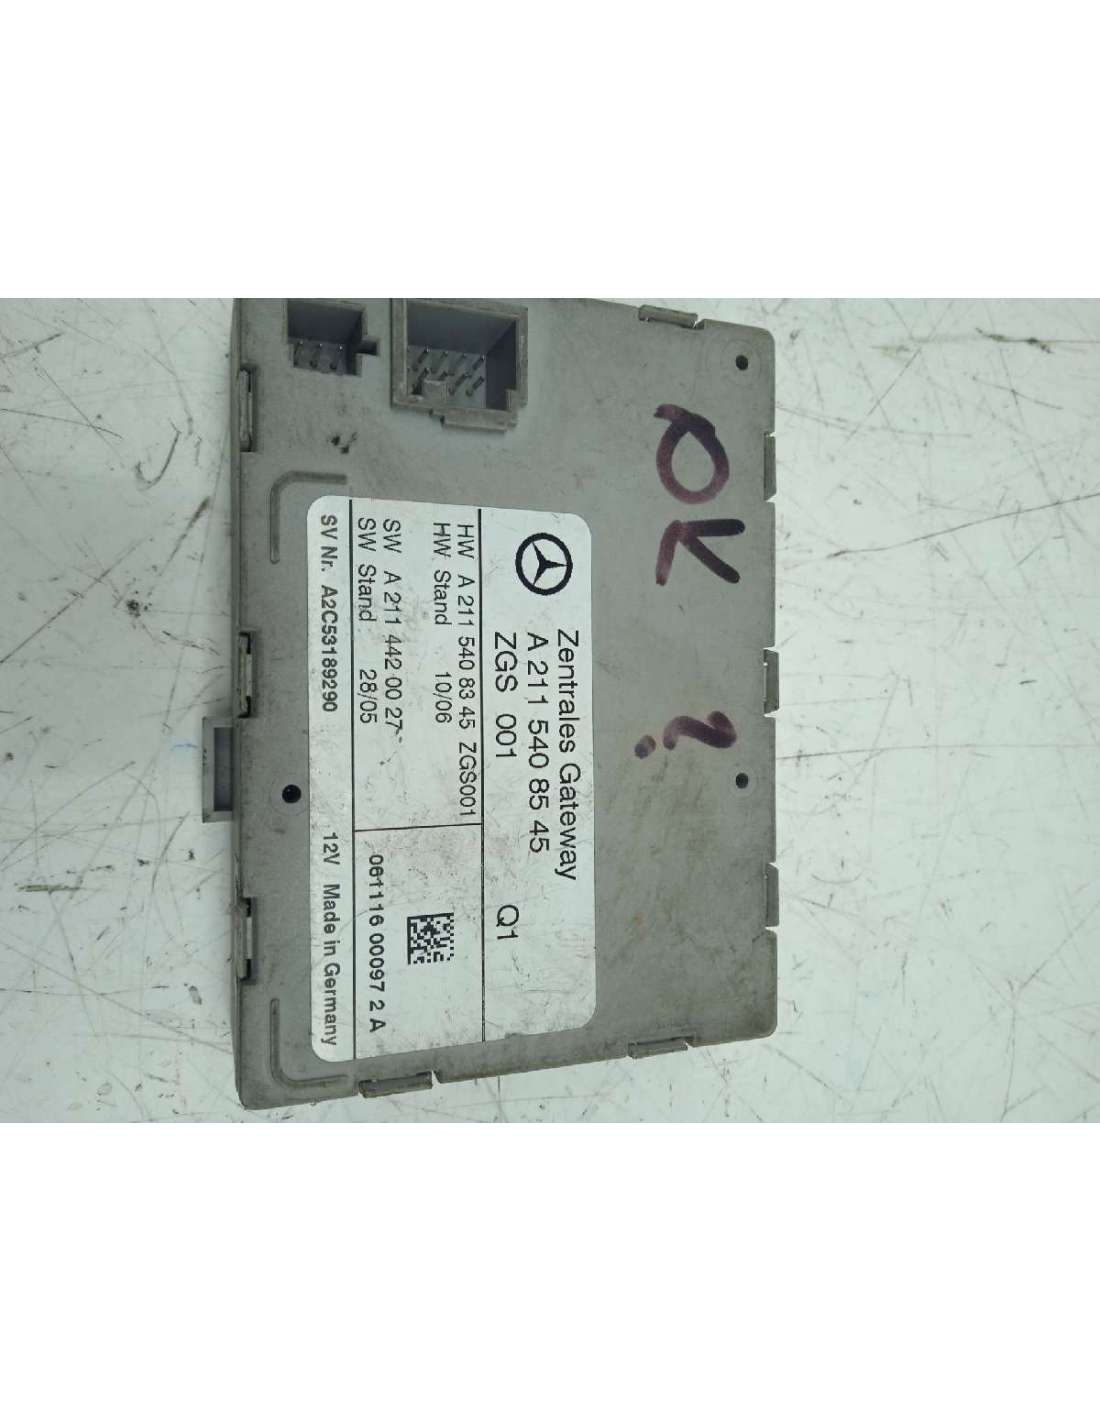 OK ?
Zentrales Gateway
A 211 540 85 45
ZGS 001 Q1
HW A 211 540 83 45 ZGS001
HW Stand 10/06
SW A 211 442 00 27
SW Stand 28/05
061116 00097 2 A
SV Nr. A2C53189290 12V Made in Germany